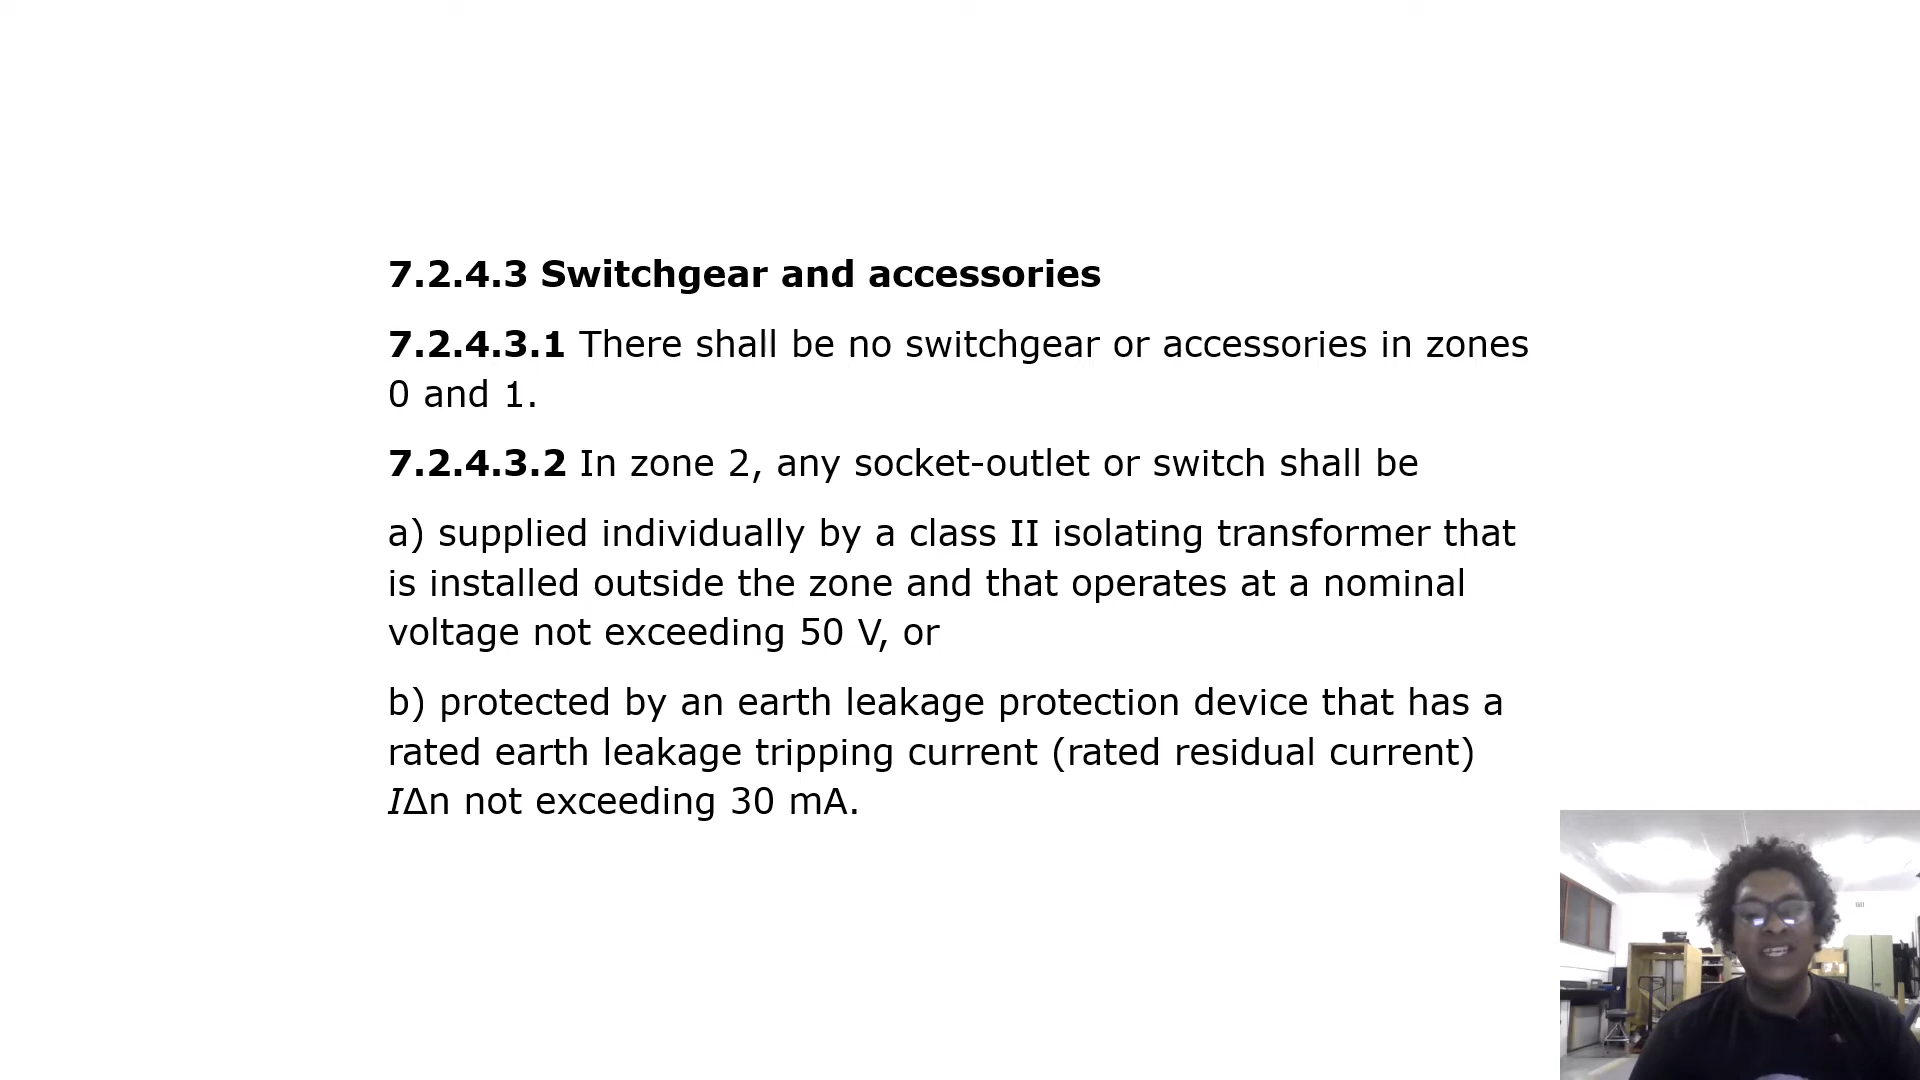 7.2.4.3 Switchgear and accessories
7.2.4.3.1 There shall be no switchgear or accessories in zones
0 and 1.
7.2.4.3.2 In zone 2, any socket-outlet or switch shall be
a) supplied individually by a class II isolating transformer that
is installed outside the zone and that operates at a nominal
voltage not exceeding 50 V, or
b) protected by an earth leakage protection device that has a
rated earth leakage tripping current (rated residual current)
IΔn not exceeding 30 mA.